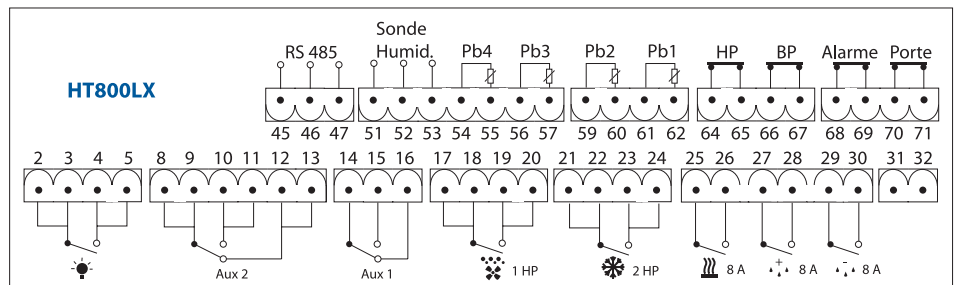 Sonde
RS 485 Humid. Pb4 Pb3 Pb2 Pb1 HP BP Alarme Porte
HT800LX
45 46 47 51 52 53 54 55 56 57 59 60 61 62 64 65 66 67 68 69 70 71
2 3 4 5 8 9 10 11 12 13 14 15 16 17 18 19 20 21 22 23 24 25 26 27 28 29 30 31 32
Aux 2 Aux 1 1 HP 2 HP 8 A + 8 A - 8 A